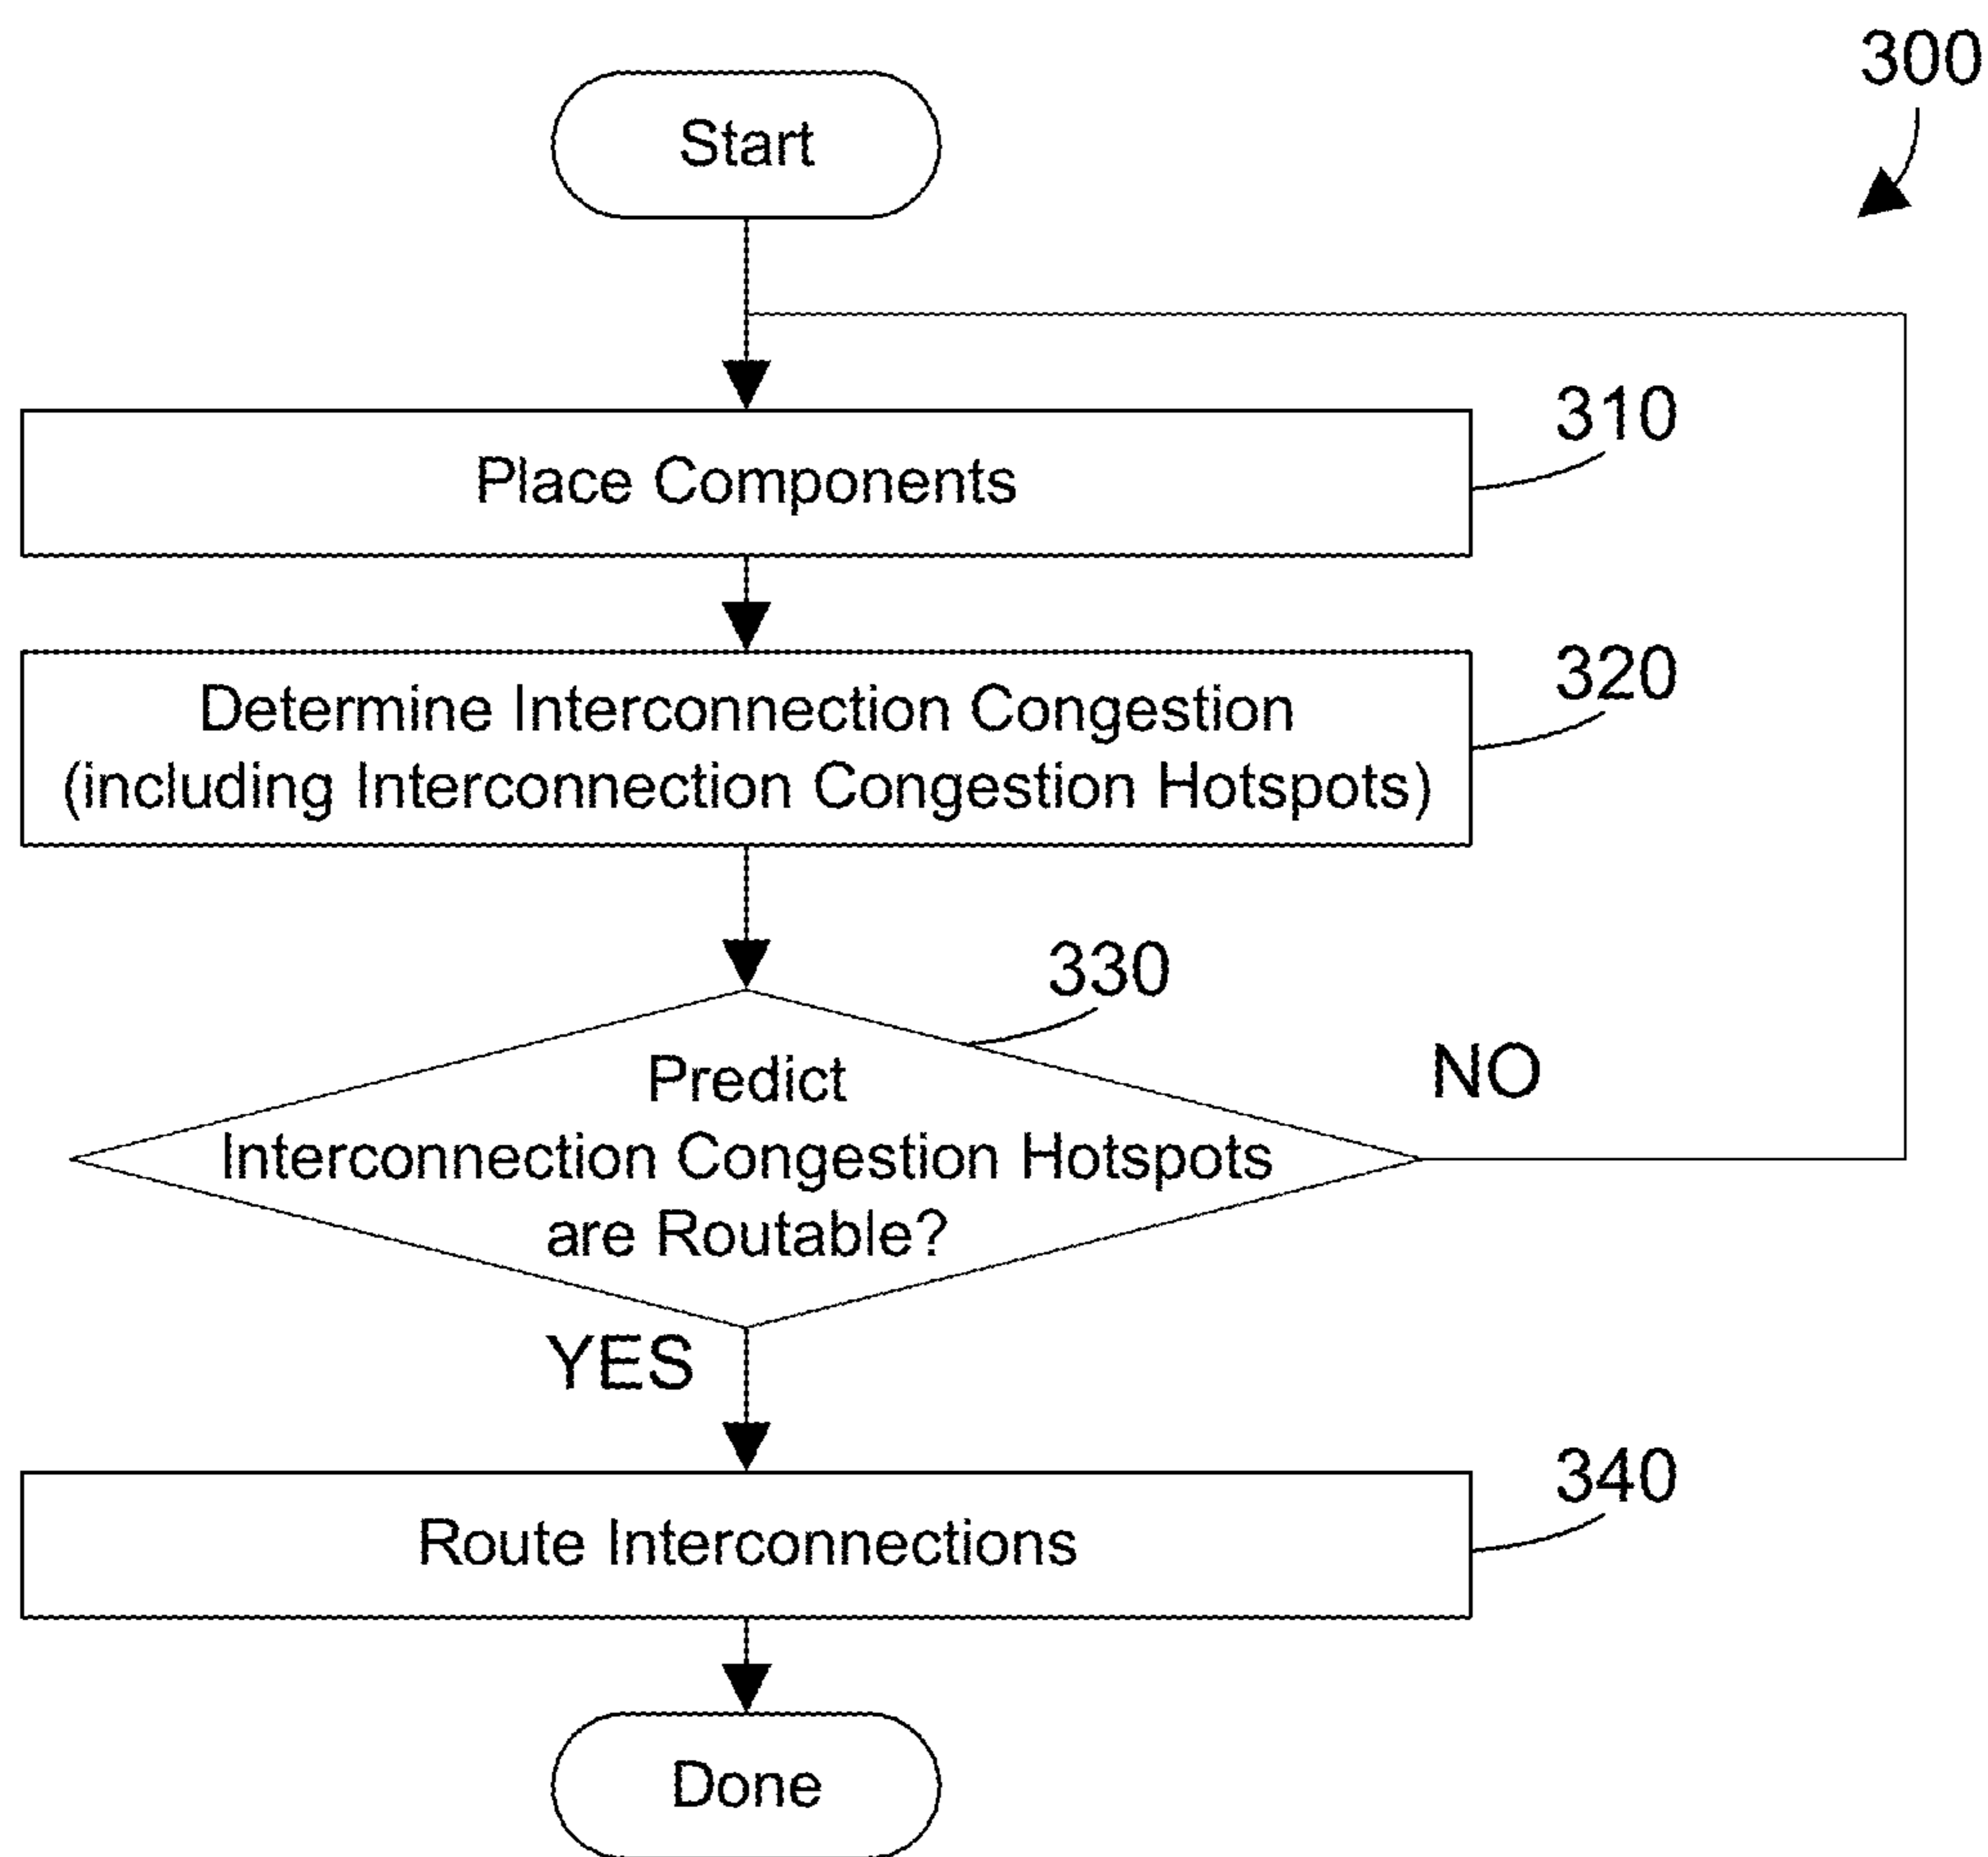 300
Start
310
Place Components
320
Determine Interconnection Congestion
(including Interconnection Congestion Hotspots)
330
Predict
Interconnection Congestion Hotspots
are Routable?
NO
YES
340
Route Interconnections
Done